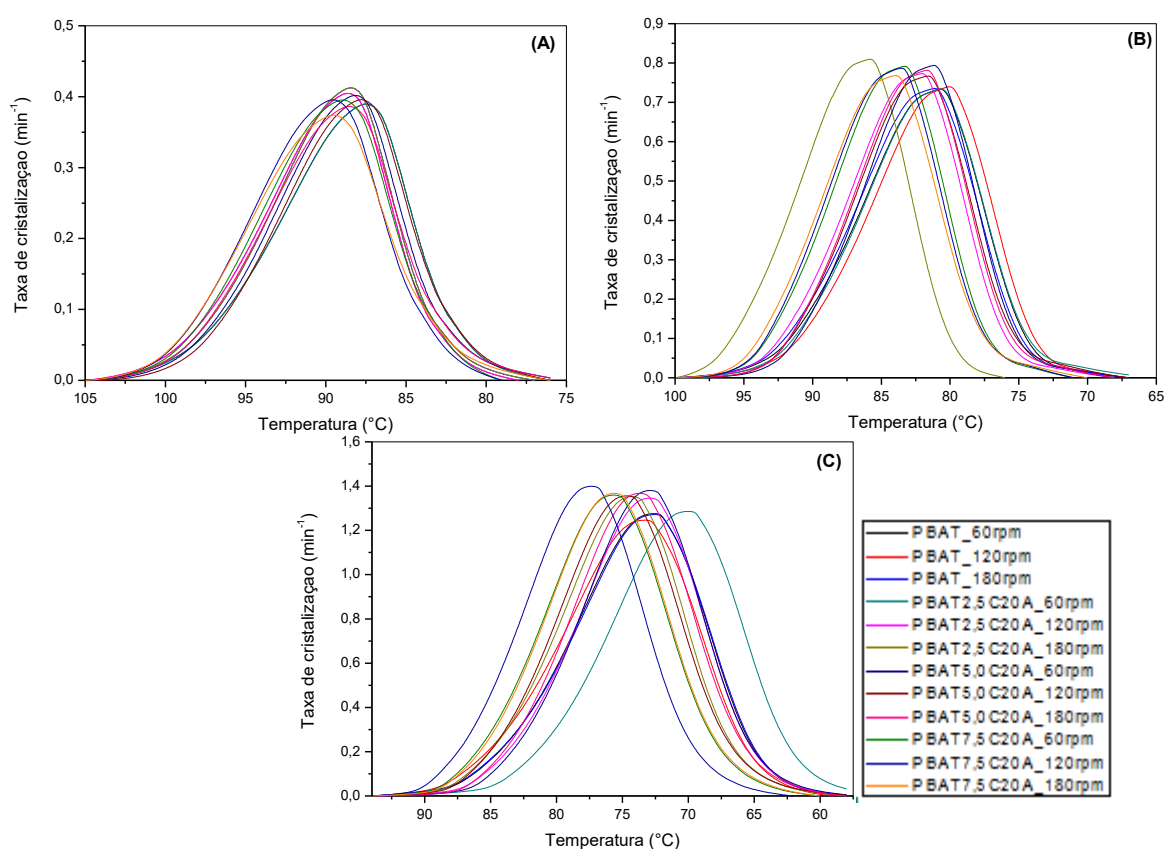 (A)
Taxa de cristalizaçao (min⁻¹)
0,5
0,4
0,3
0,2
0,1
0,0
105 100 95 90 85 80 75
Temperatura (°C)
(B)
Taxa de cristalizaçao (min⁻¹)
0,9
0,8
0,7
0,6
0,5
0,4
0,3
0,2
0,1
0,0
100 95 90 85 80 75 70 65
Temperatura (°C)
(C)
Taxa de cristalizaçao (min⁻¹)
1,6
1,4
1,2
1,0
0,8
0,6
0,4
0,2
0,0
90 85 80 75 70 65 60
Temperatura (°C)
PBAT_60rpm
PBAT_120rpm
PBAT_180rpm
PBAT2,5C20A_60rpm
PBAT2,5C20A_120rpm
PBAT2,5C20A_180rpm
PBAT5,0C20A_60rpm
PBAT5,0C20A_120rpm
PBAT5,0C20A_180rpm
PBAT7,5C20A_60rpm
PBAT7,5C20A_120rpm
PBAT7,5C20A_180rpm